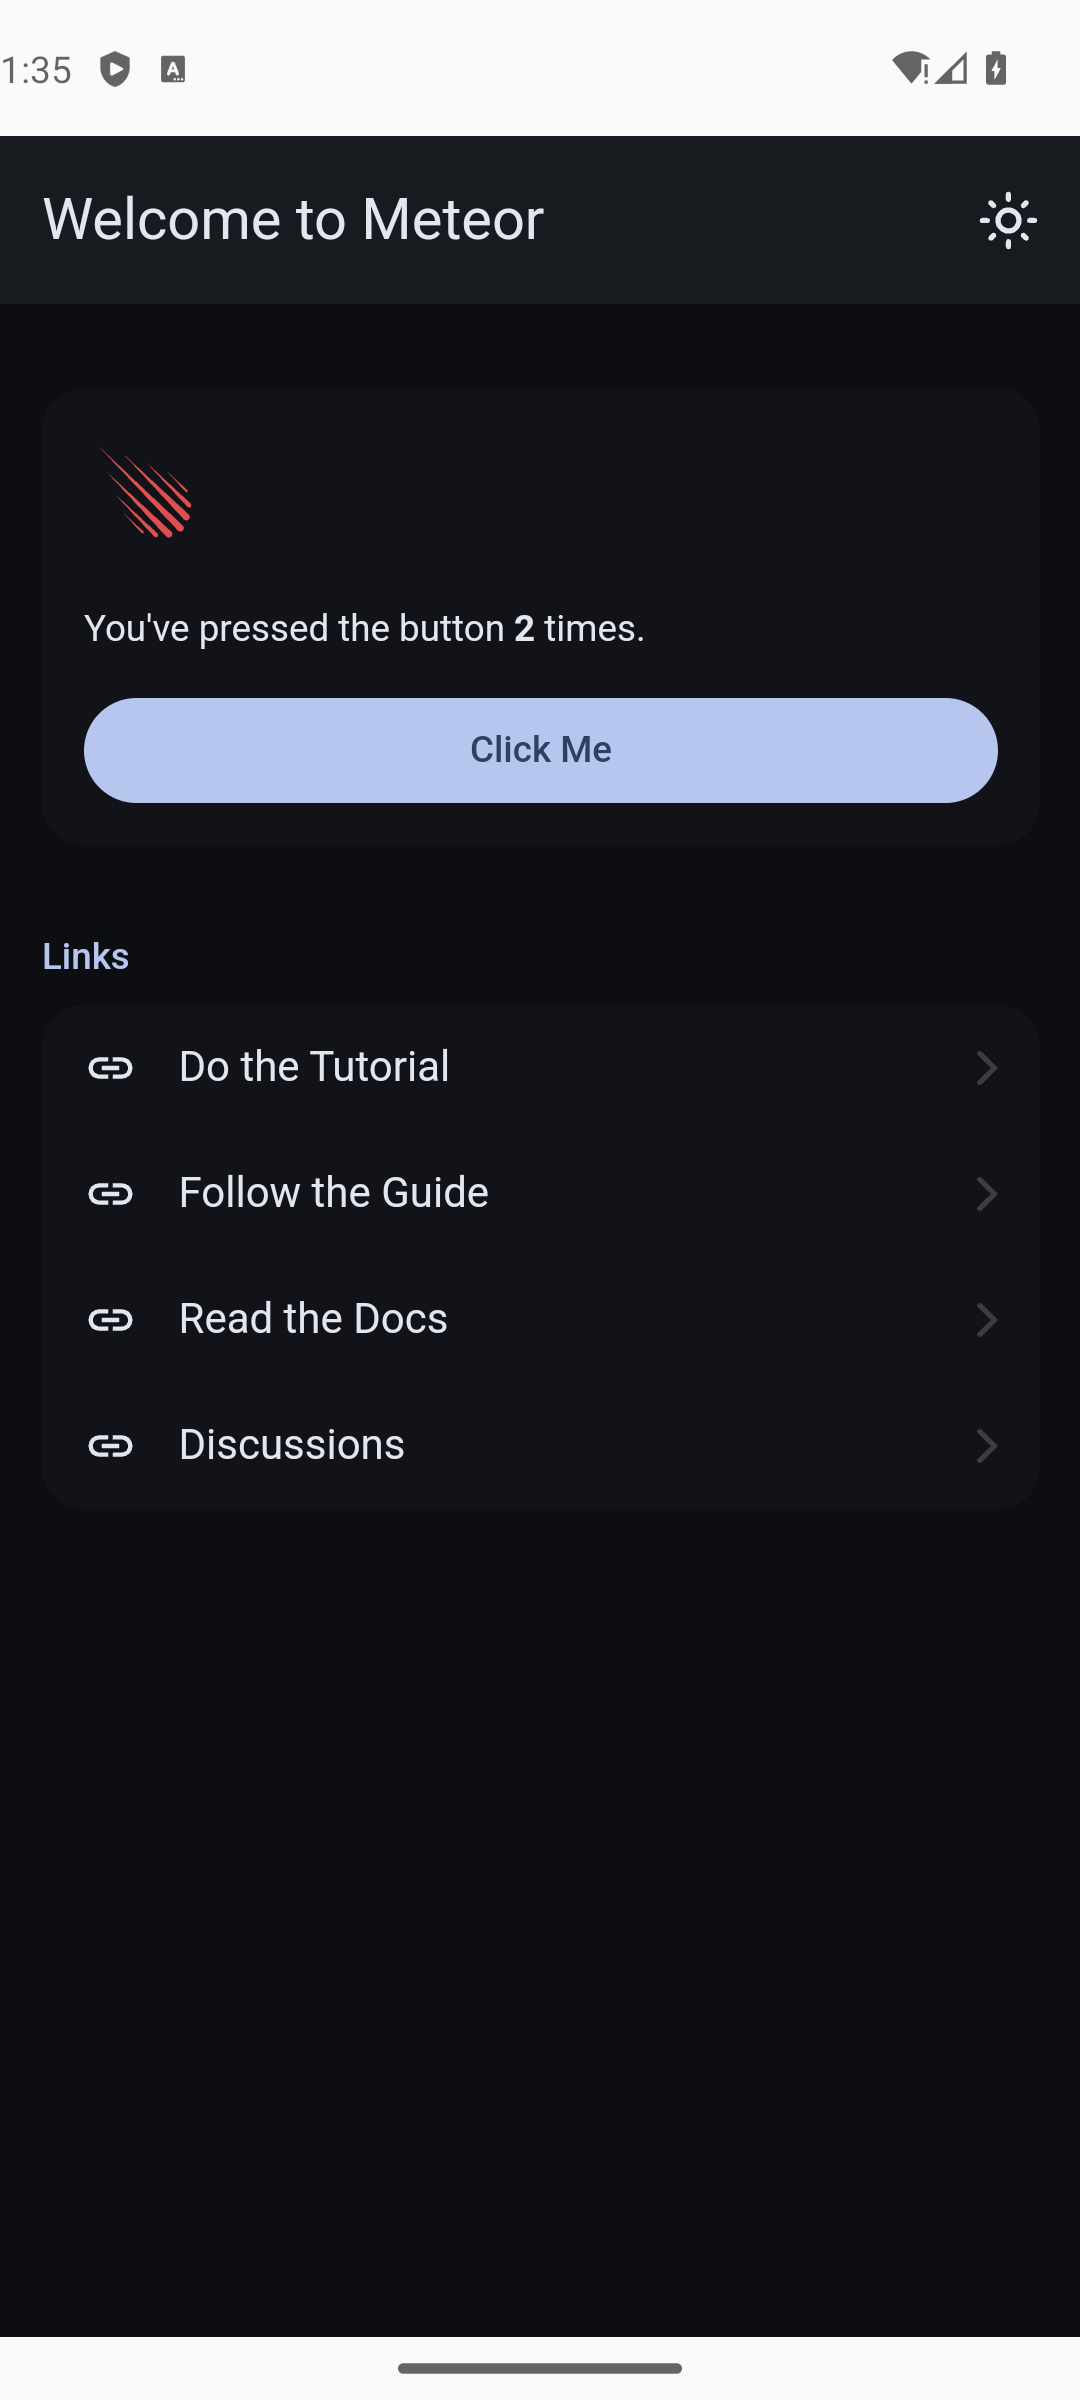 1:35
Welcome to Meteor
You've pressed the button 2 times.
Click Me
Links
Do the Tutorial
Follow the Guide
Read the Docs
Discussions